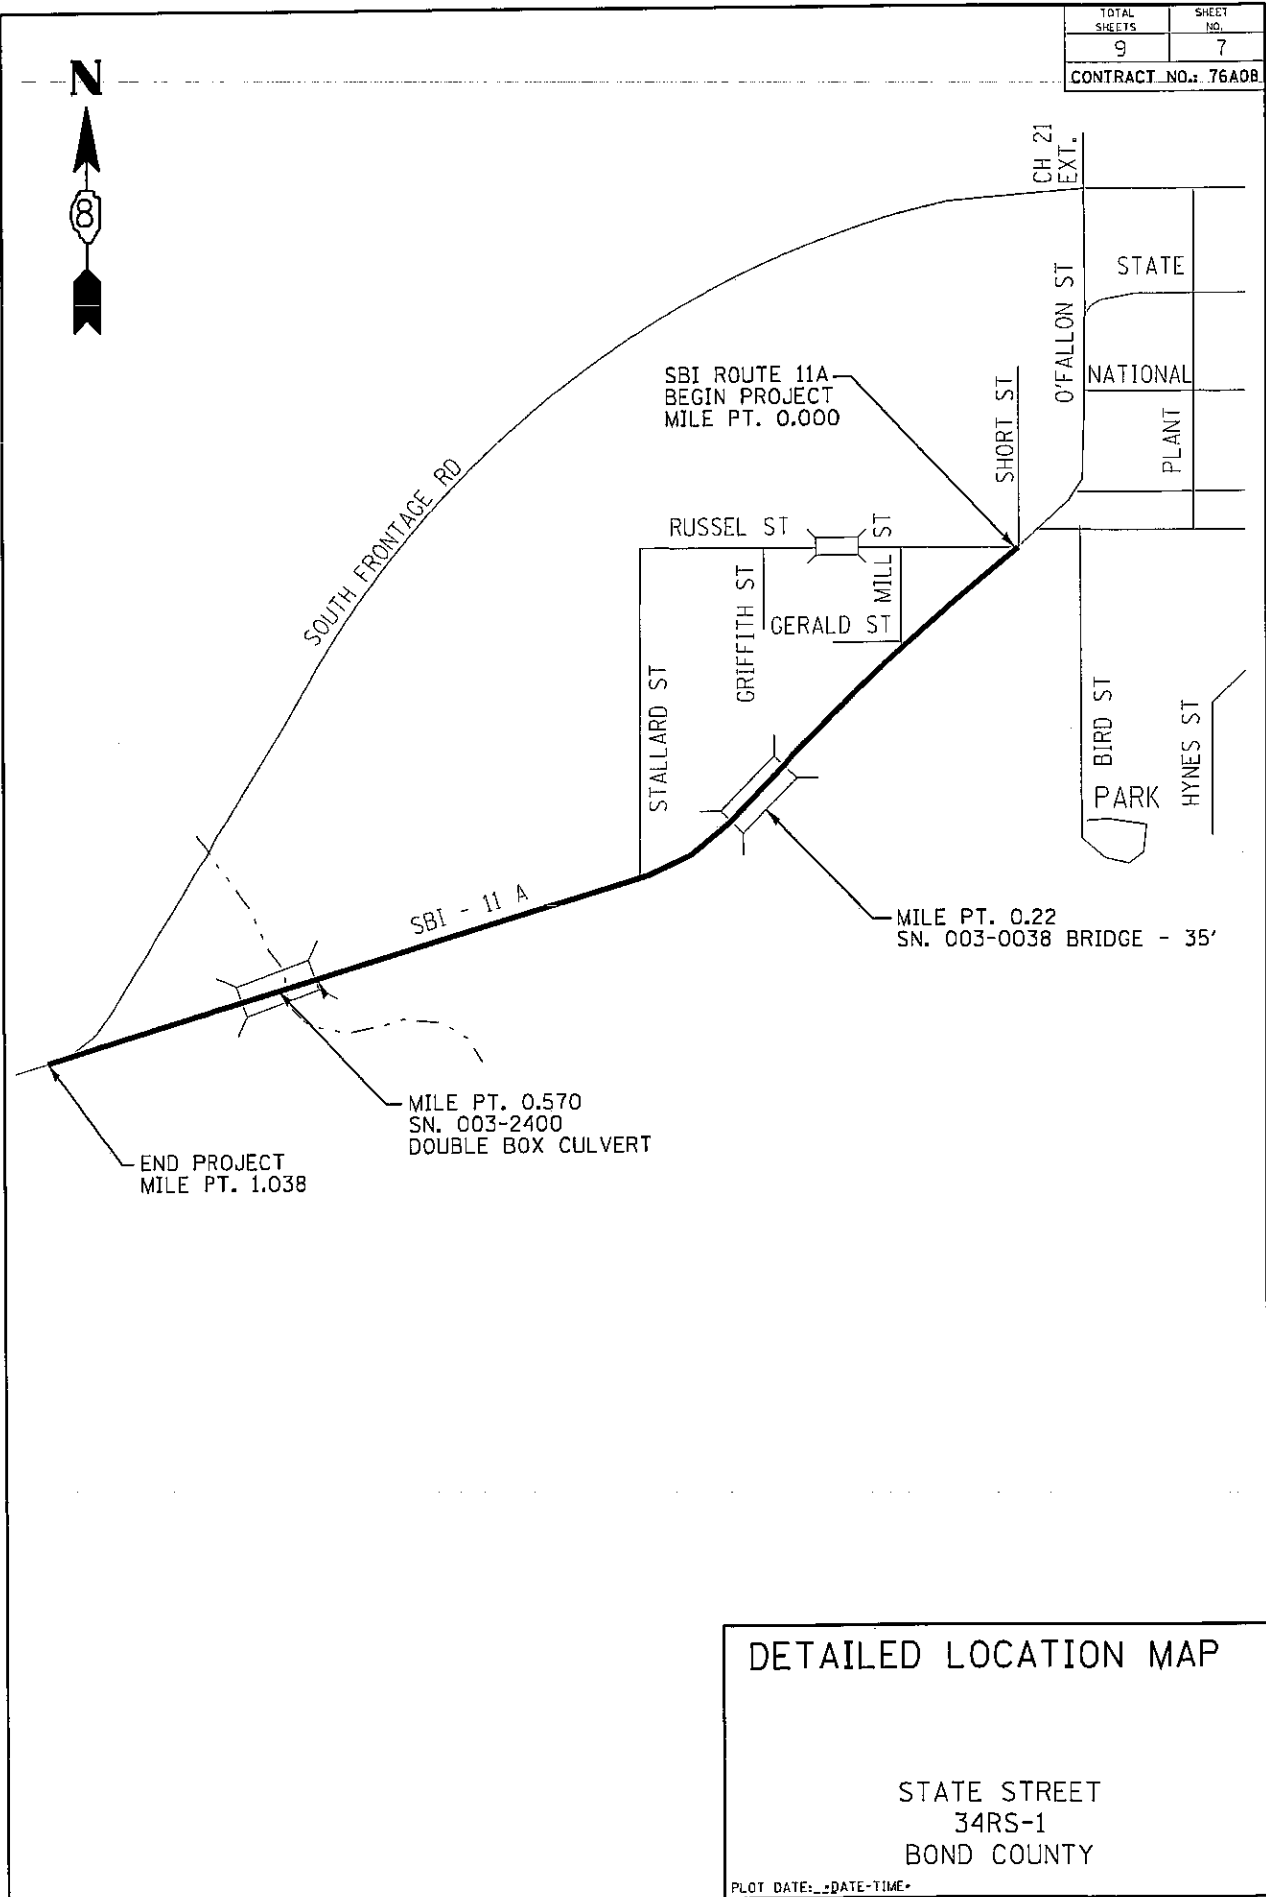 TOTAL SHEETS
SHEET NO.
9
7
CONTRACT NO.: 76A08
N
8
CH 21
EXT.
STATE
O'FALLON ST
NATIONAL
SBI ROUTE 11A
BEGIN PROJECT
MILE PT. 0.000
SHORT ST
PLANT
SOUTH FRONTAGE RD
RUSSEL ST
MILL ST
GRIFFITH ST
GERALD ST
STALLARD ST
BIRD ST
HYNES ST
PARK
SBI - 11 A
MILE PT. 0.22
SN. 003-0038 BRIDGE - 35'
MILE PT. 0.570
SN. 003-2400
DOUBLE BOX CULVERT
END PROJECT
MILE PT. 1.038
DETAILED LOCATION MAP
STATE STREET
34RS-1
BOND COUNTY
PLOT DATE: DATE-TIME